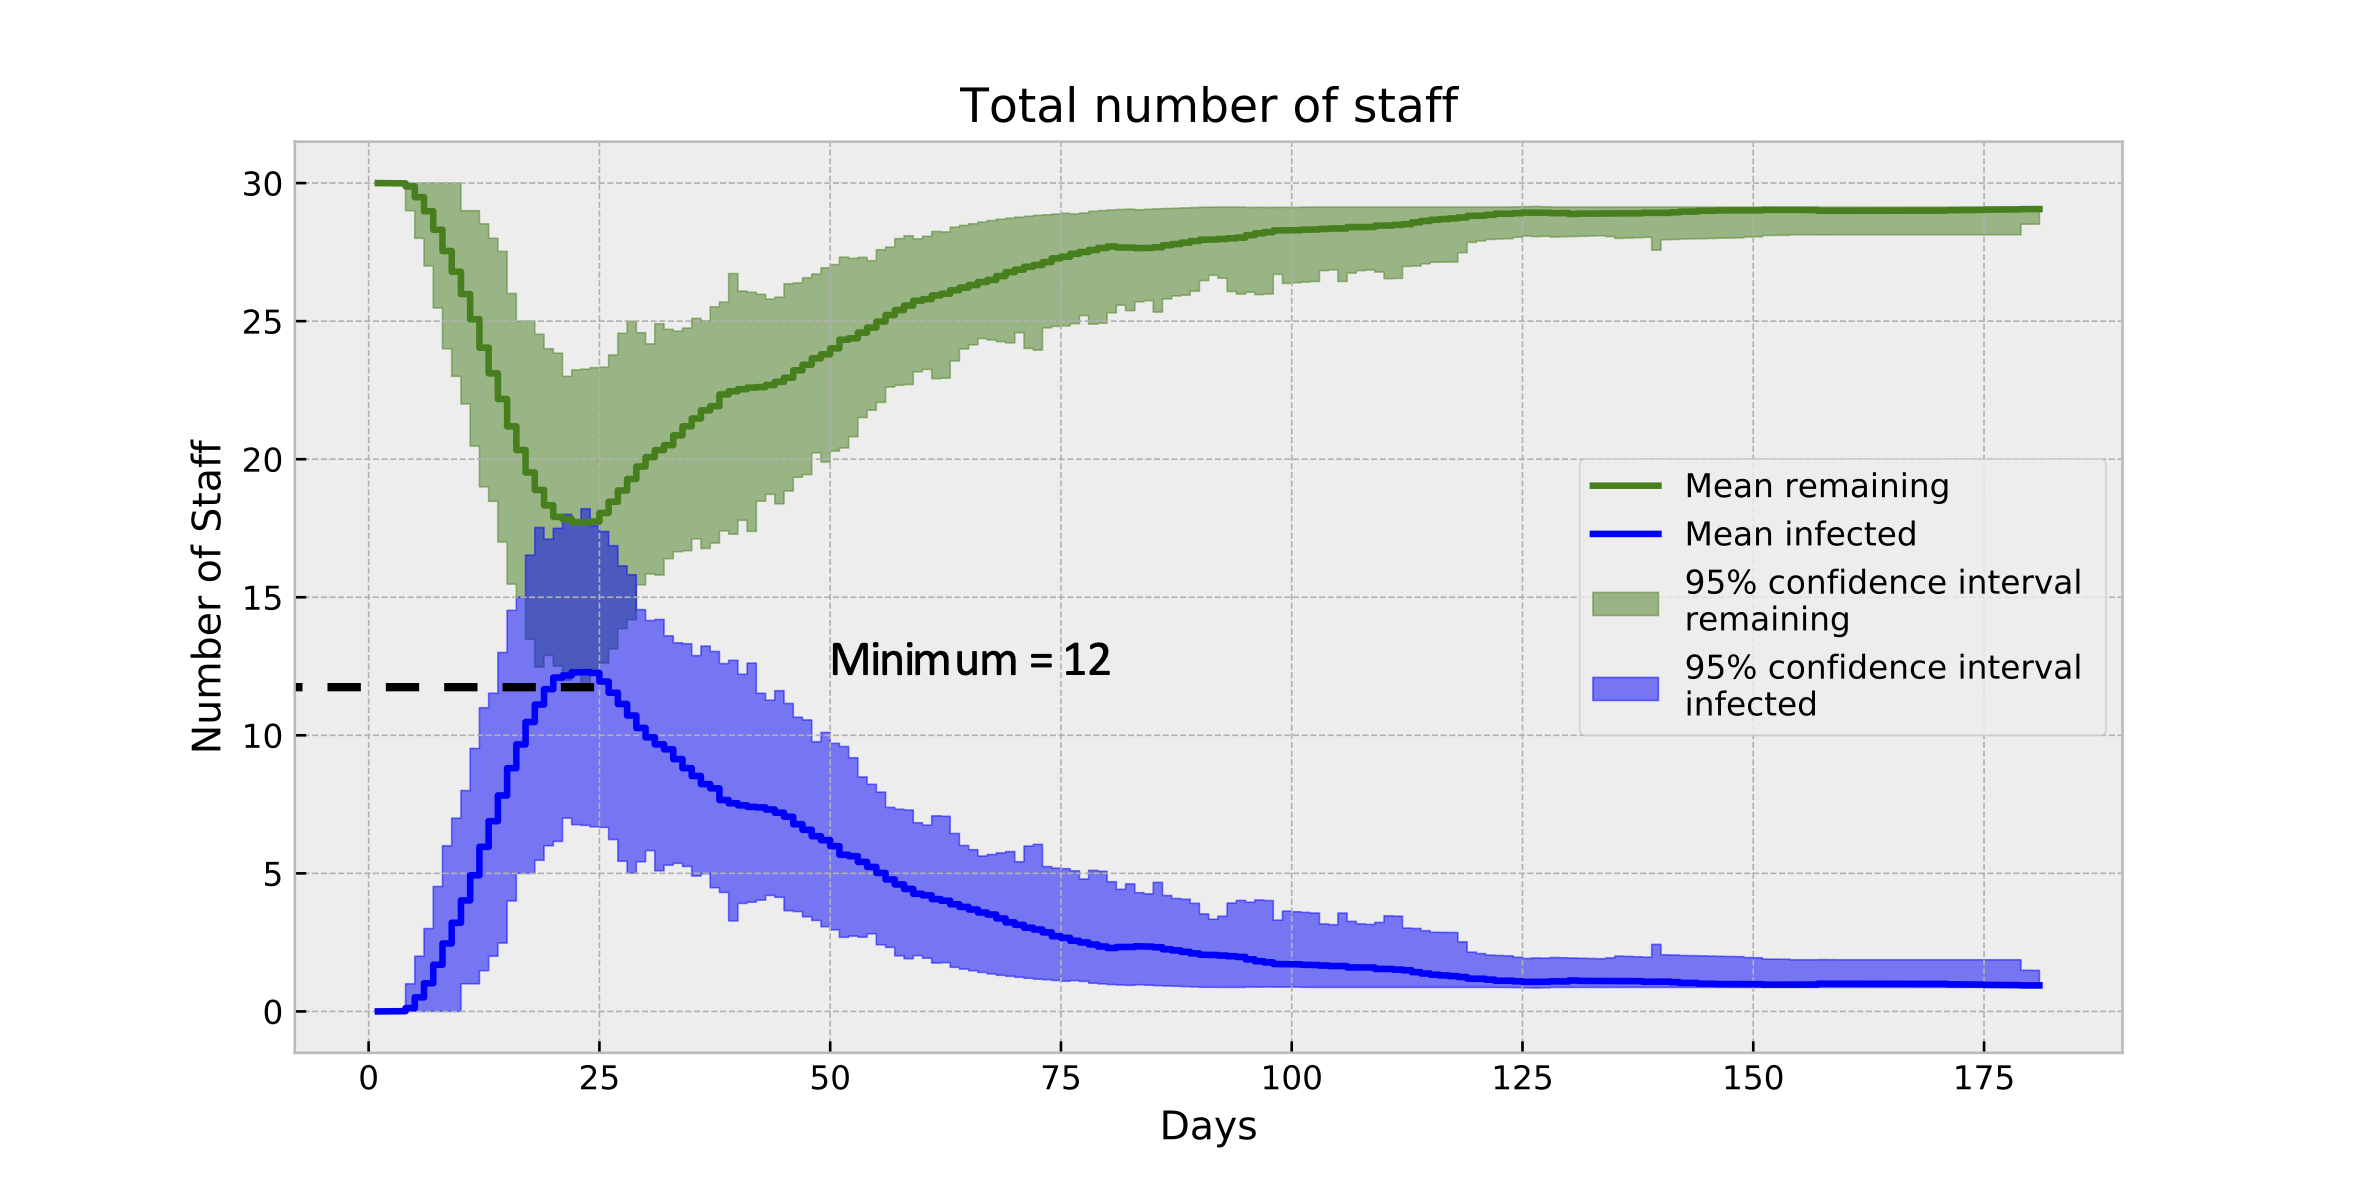 Total number of staff
Number of Staff
30
25
20
15
10
5
0
Minimum = 12
Mean remaining
Mean infected
95% confidence interval
remaining
95% confidence interval
infected
0 25 50 75 100 125 150 175
Days